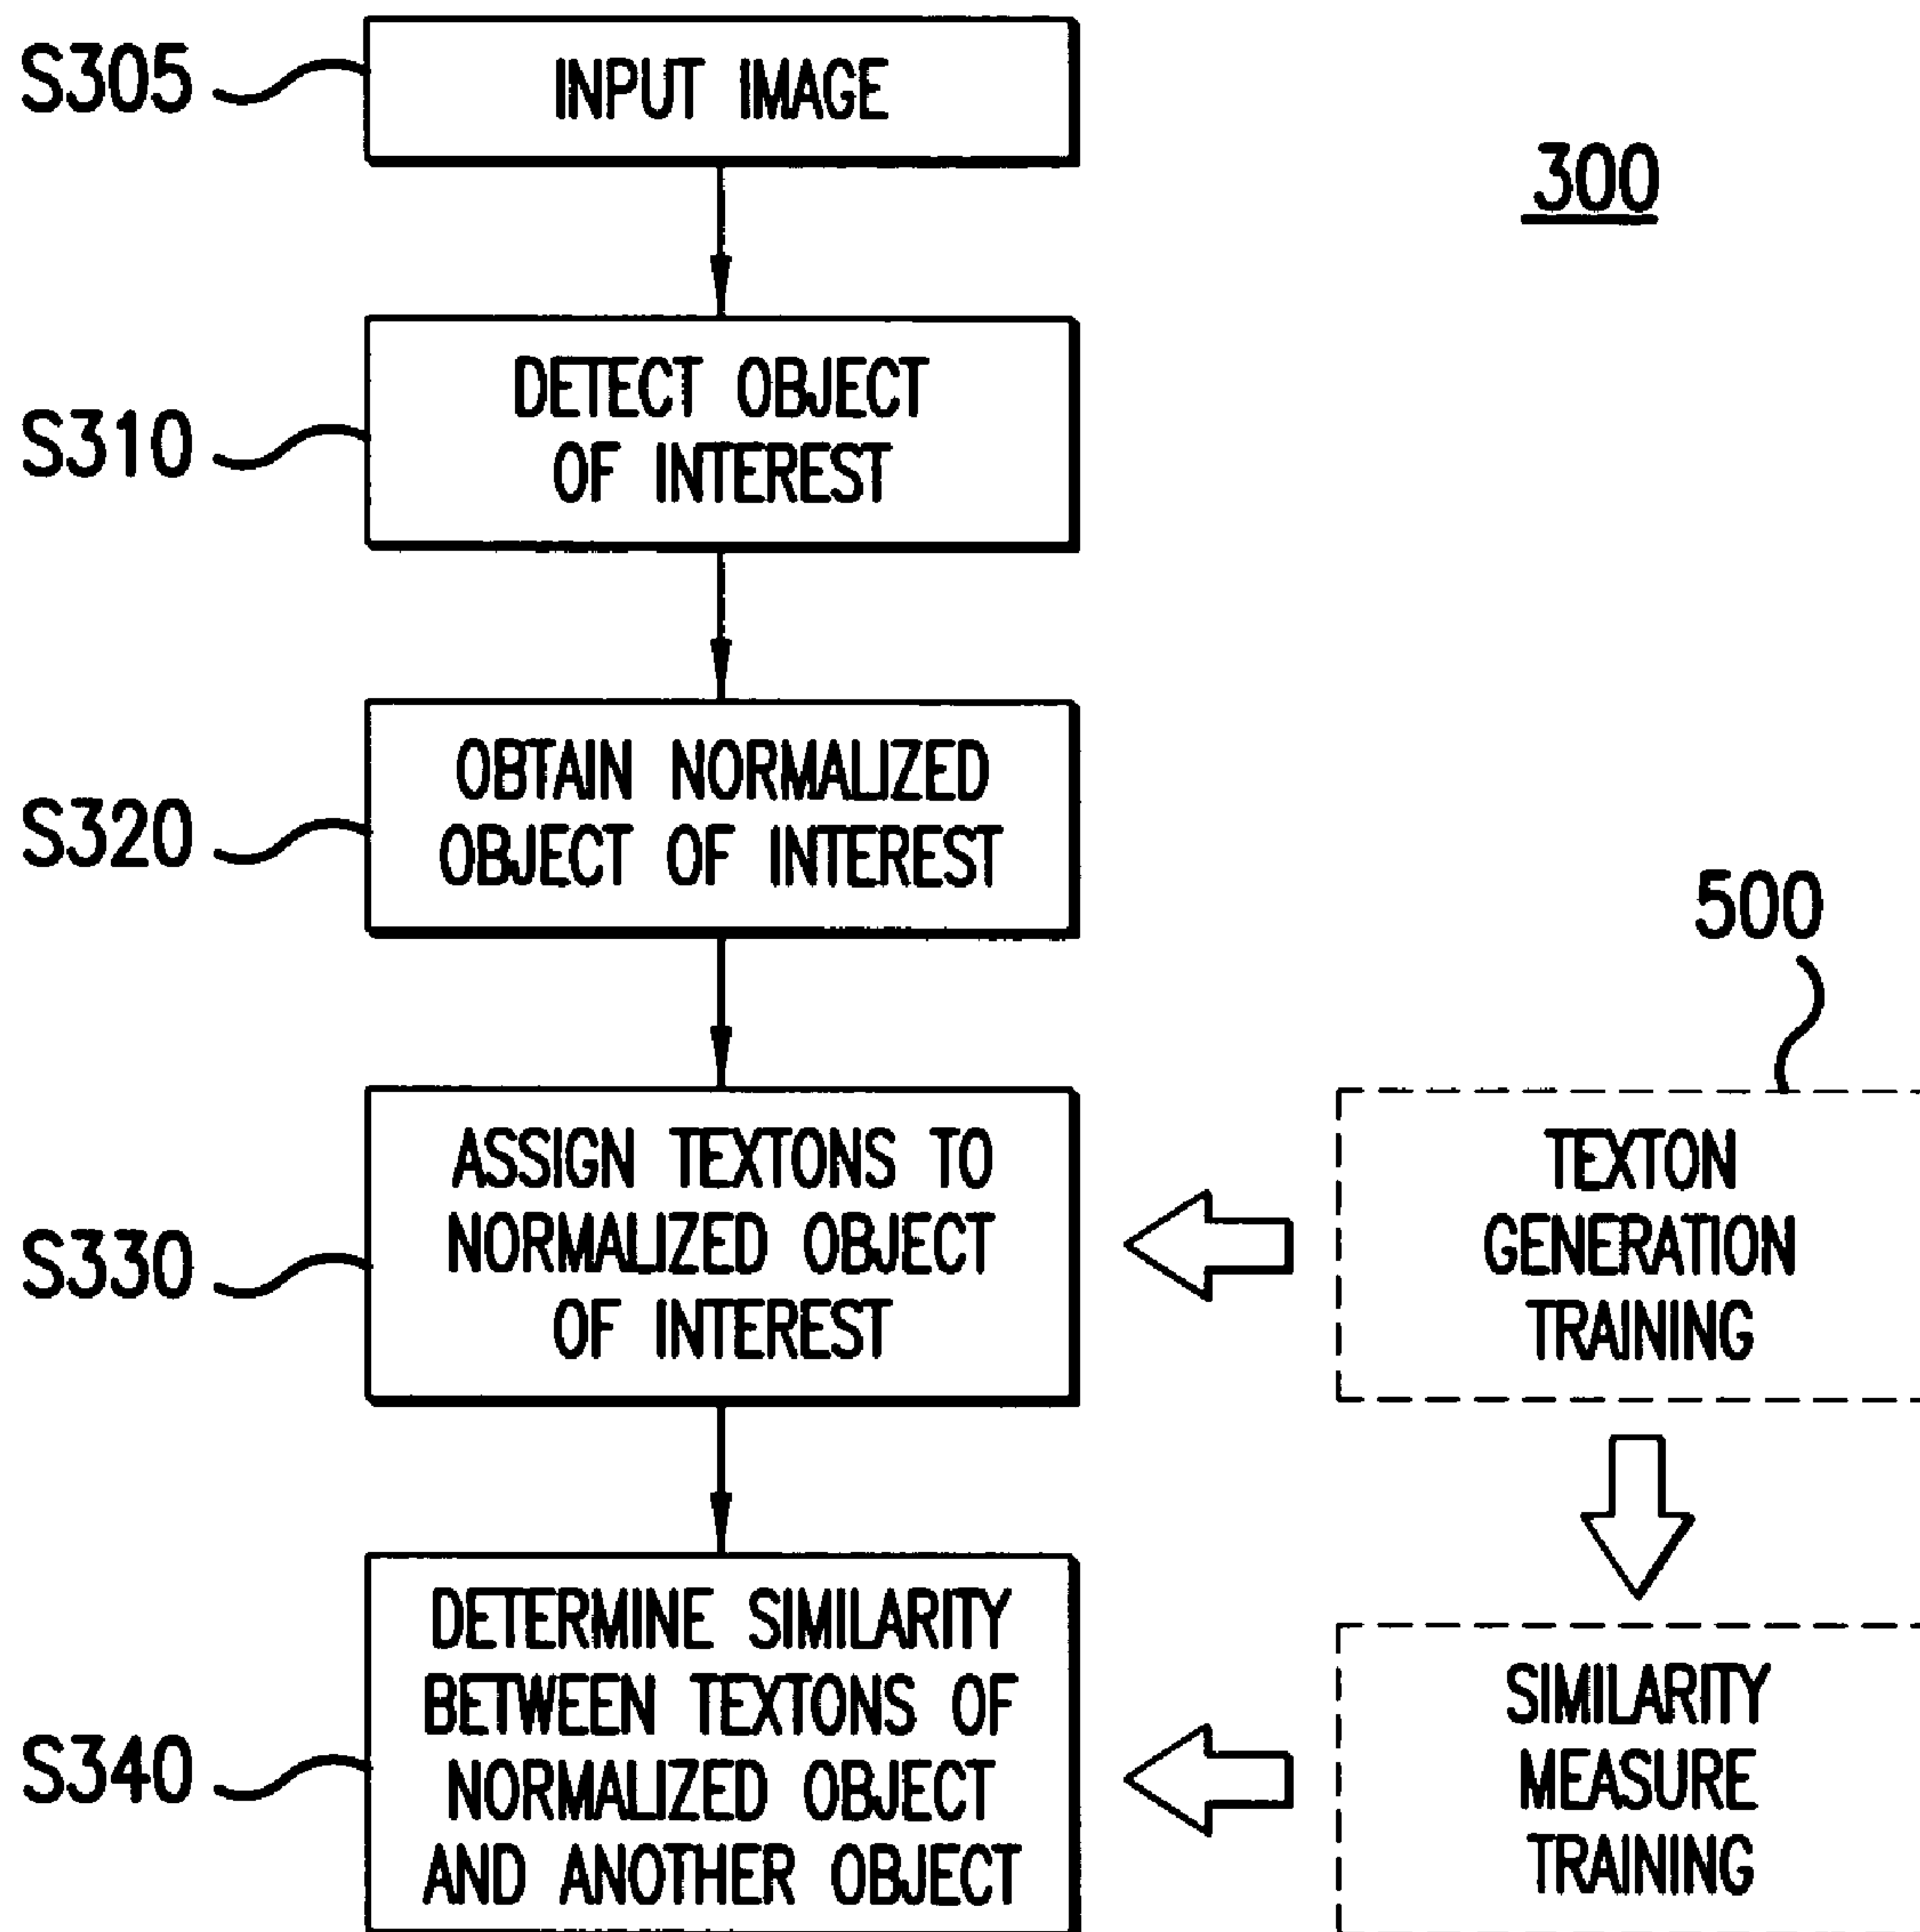 S305
INPUT IMAGE
300
S310
DETECT OBJECT
OF INTEREST
S320
OBTAIN NORMALIZED
OBJECT OF INTEREST
500
S330
ASSIGN TEXTONS TO
NORMALIZED OBJECT
OF INTEREST
TEXTON
GENERATION
TRAINING
S340
DETERMINE SIMILARITY
BETWEEN TEXTONS OF
NORMALIZED OBJECT
AND ANOTHER OBJECT
SIMILARITY
MEASURE
TRAINING